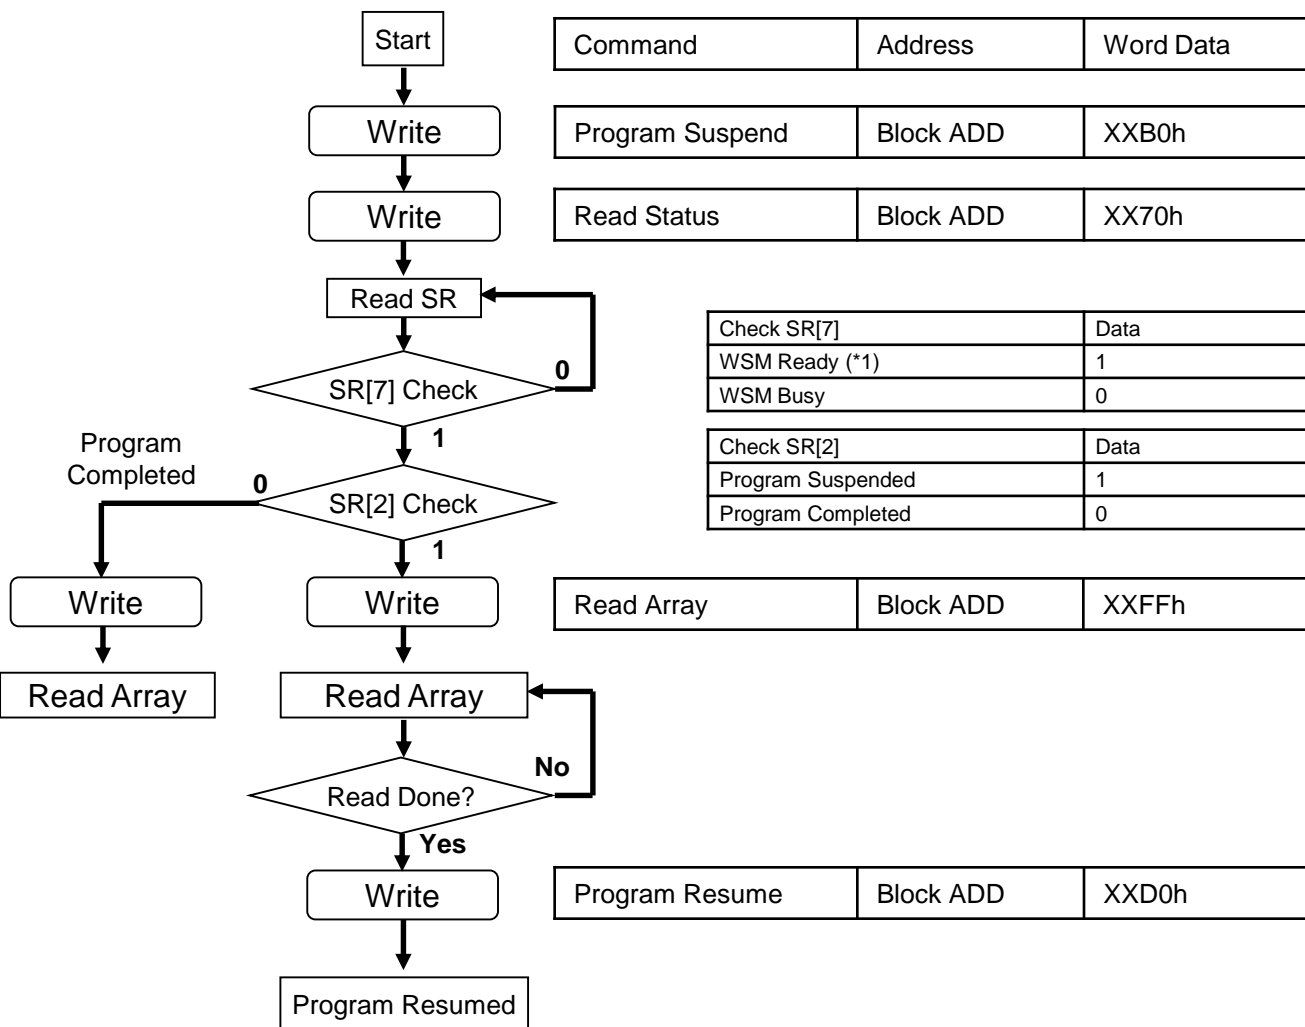 Start
Command Address Word Data
Write
Program Suspend Block ADD XXB0h
Write
Read Status Block ADD XX70h
Read SR
Check SR[7] Data
WSM Ready (*1) 1
WSM Busy 0
SR[7] Check
0
1
Check SR[2] Data
Program Suspended 1
Program Completed 0
Program
Completed
0
SR[2] Check
1
Write
Write
Read Array Block ADD XXFFh
Read Array
Read Array
No
Read Done?
Yes
Write
Program Resume Block ADD XXD0h
Program Resumed